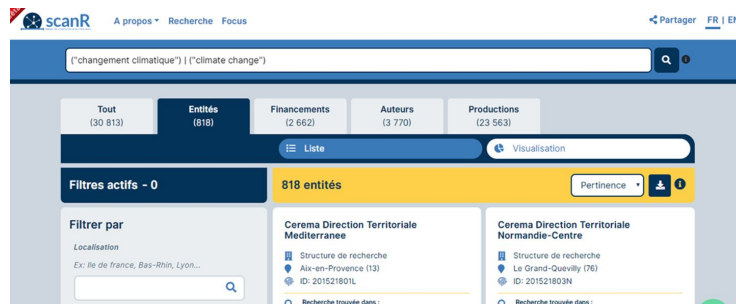 scanR
A propos
Recherche
Focus
Partager
FR | EN
("changement climatique") | ("climate change")
Tout
(30 813)
Entités
(818)
Financements
(2 662)
Auteurs
(3 770)
Productions
(23 563)
Liste
Visualisation
Filtres actifs - 0
818 entités
Pertinence
Filtrer par
Localisation
Ex: Ile de france, Bas-Rhin, Lyon...
Cerema Direction Territoriale
Mediterranee
Structure de recherche
Aix-en-Provence (13)
ID: 201521801L
Recherche trouvée dans :
Cerema Direction Territoriale
Normandie-Centre
Structure de recherche
Le Grand-Quevilly (76)
ID: 201521803N
Recherche trouvée dans :